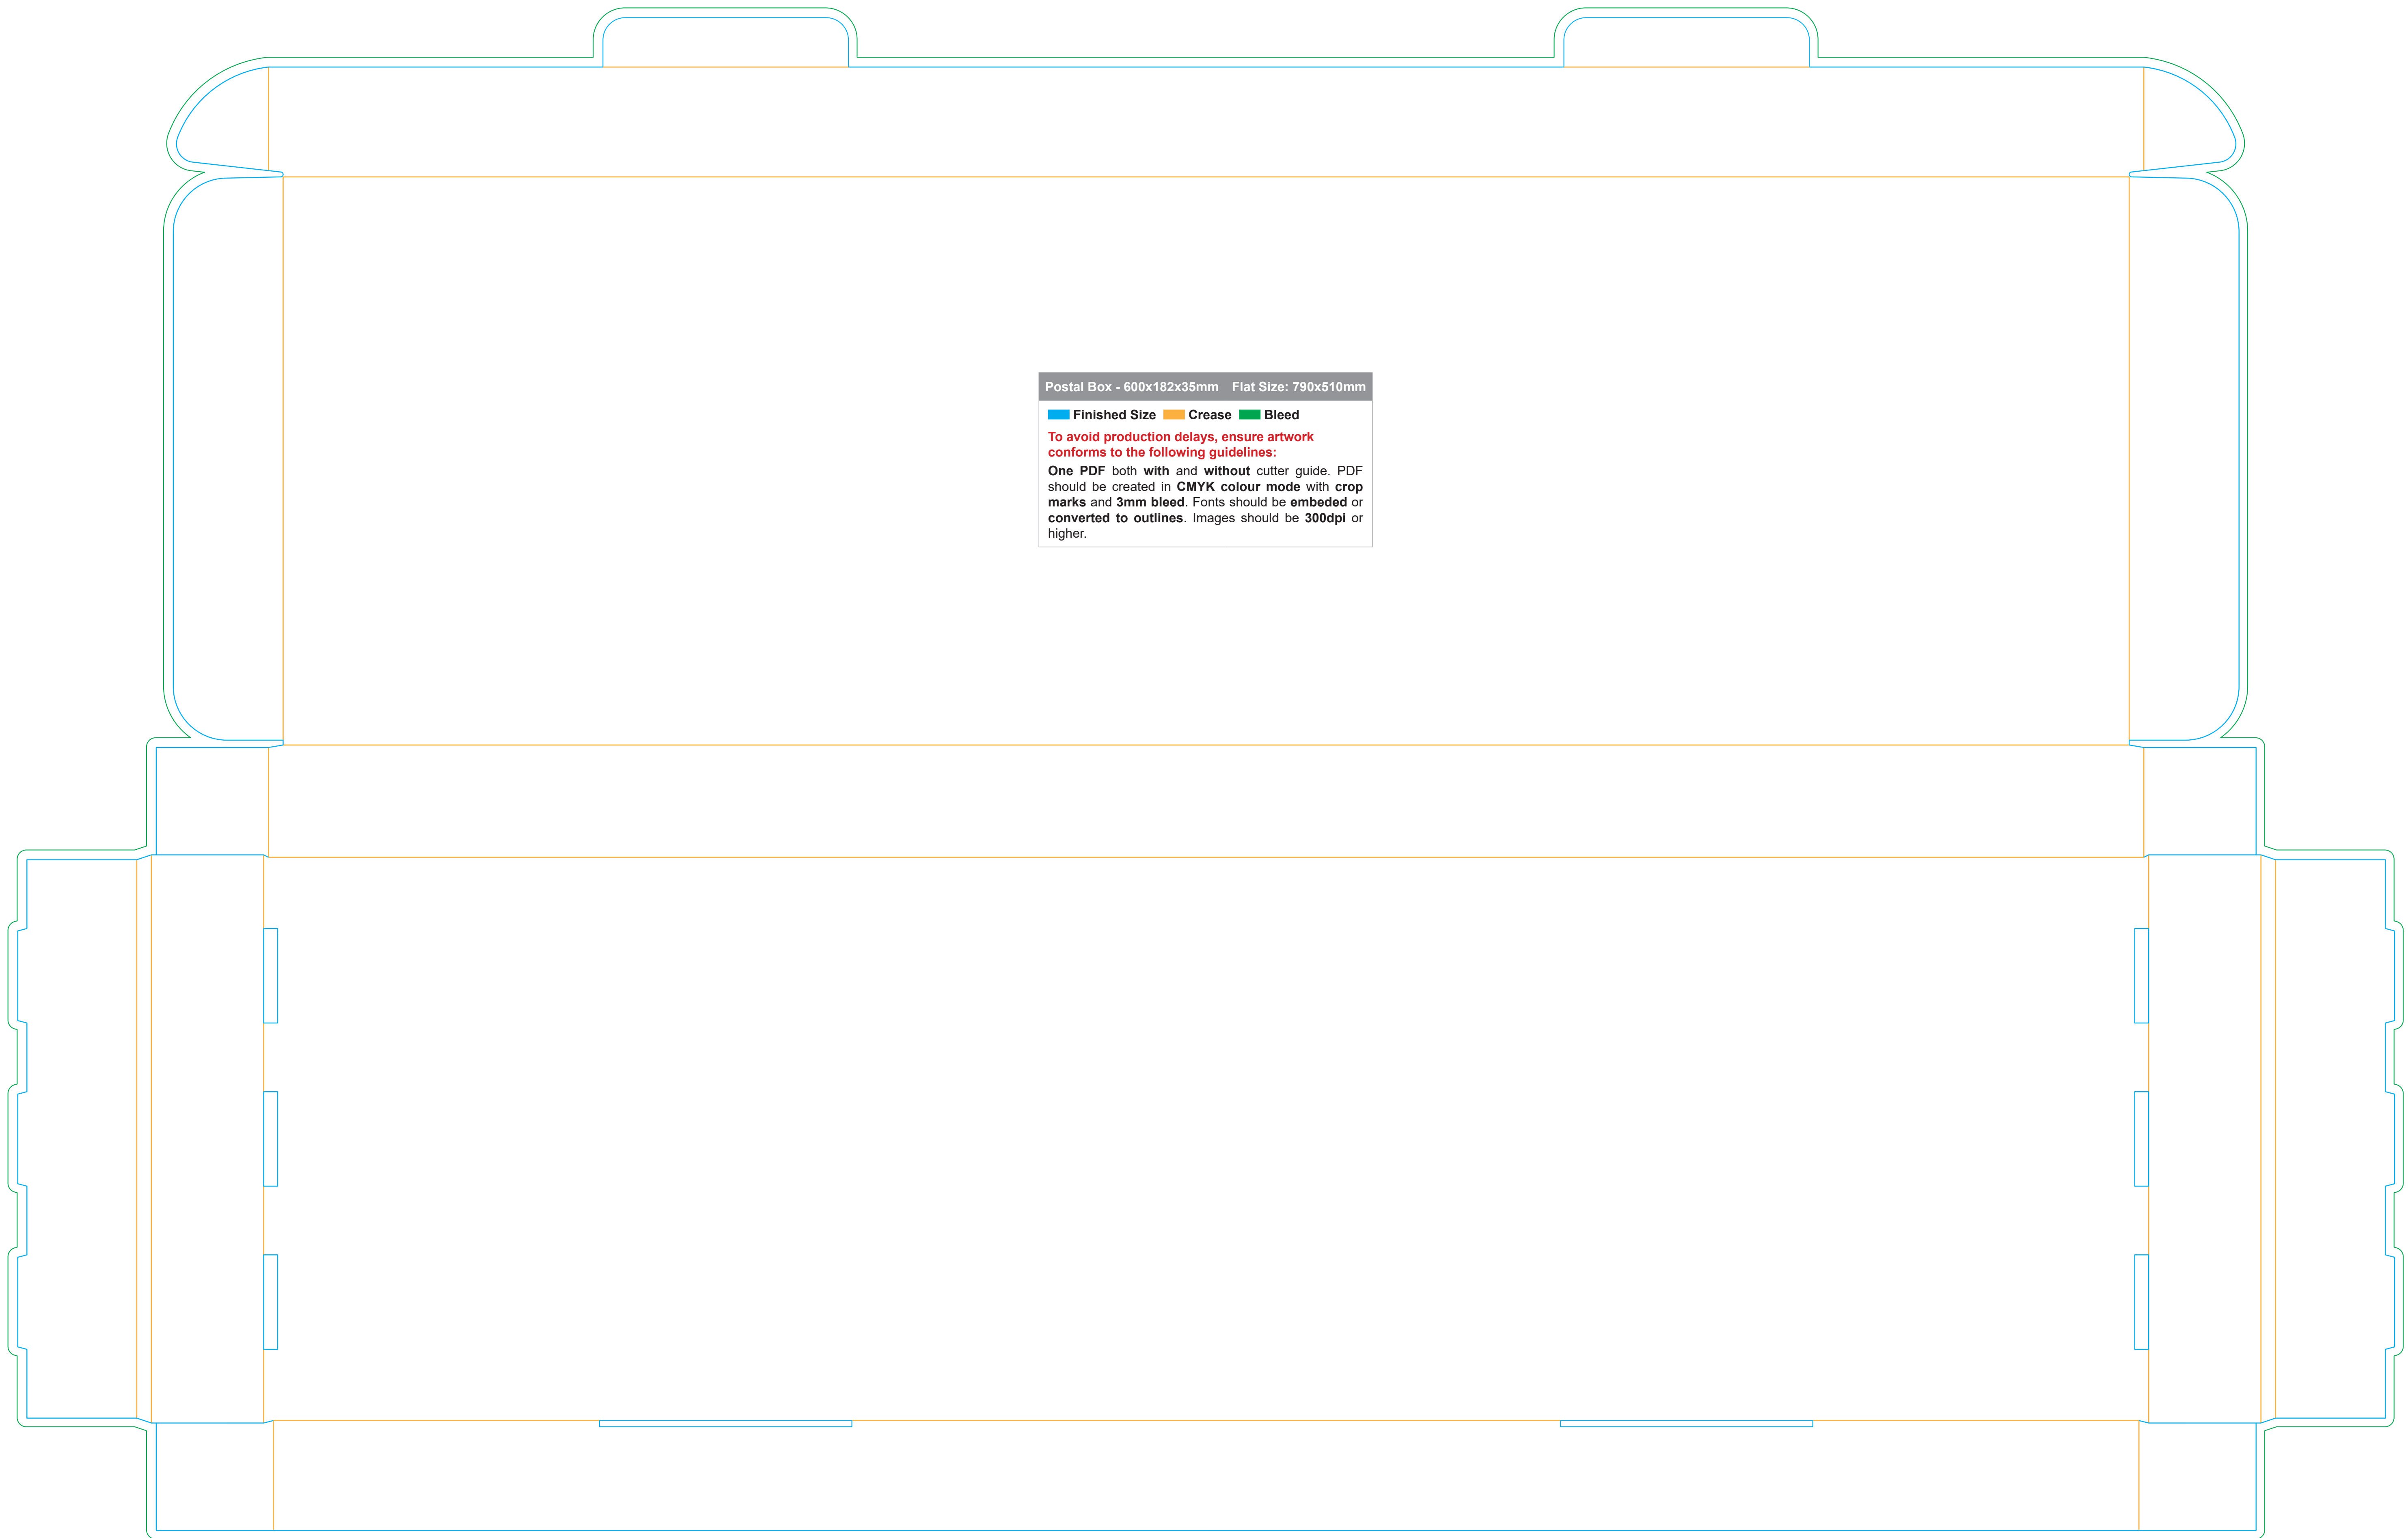 Postal Box - 600x182x35mm Flat Size: 790x510mm
Finished Size Crease Bleed
To avoid production delays, ensure artwork
conforms to the following guidelines:
One PDF both with and without cutter guide. PDF
should be created in CMYK colour mode with crop
marks and 3mm bleed. Fonts should be embeded or
converted to outlines. Images should be 300dpi or
higher.